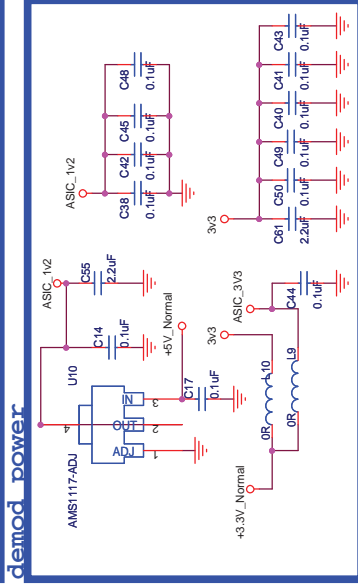 demod power
AMS1117-ADJ
U10
ADJ
OUT
IN
1
2
3
4
C14
0.1uF
C55
2.2uF
ASIC_1v2
+5V_Normal
C17
0.1uF
ASIC_1v2
C38
0.1uF
C42
0.1uF
C45
0.1uF
C48
0.1uF
+3.3V_Normal
0R
L10
0R
L9
3v3
ASIC_3V3
C44
0.1uF
3v3
C61
2.2uF
C50
0.1uF
C49
0.1uF
C40
0.1uF
C41
0.1uF
C43
0.1uF